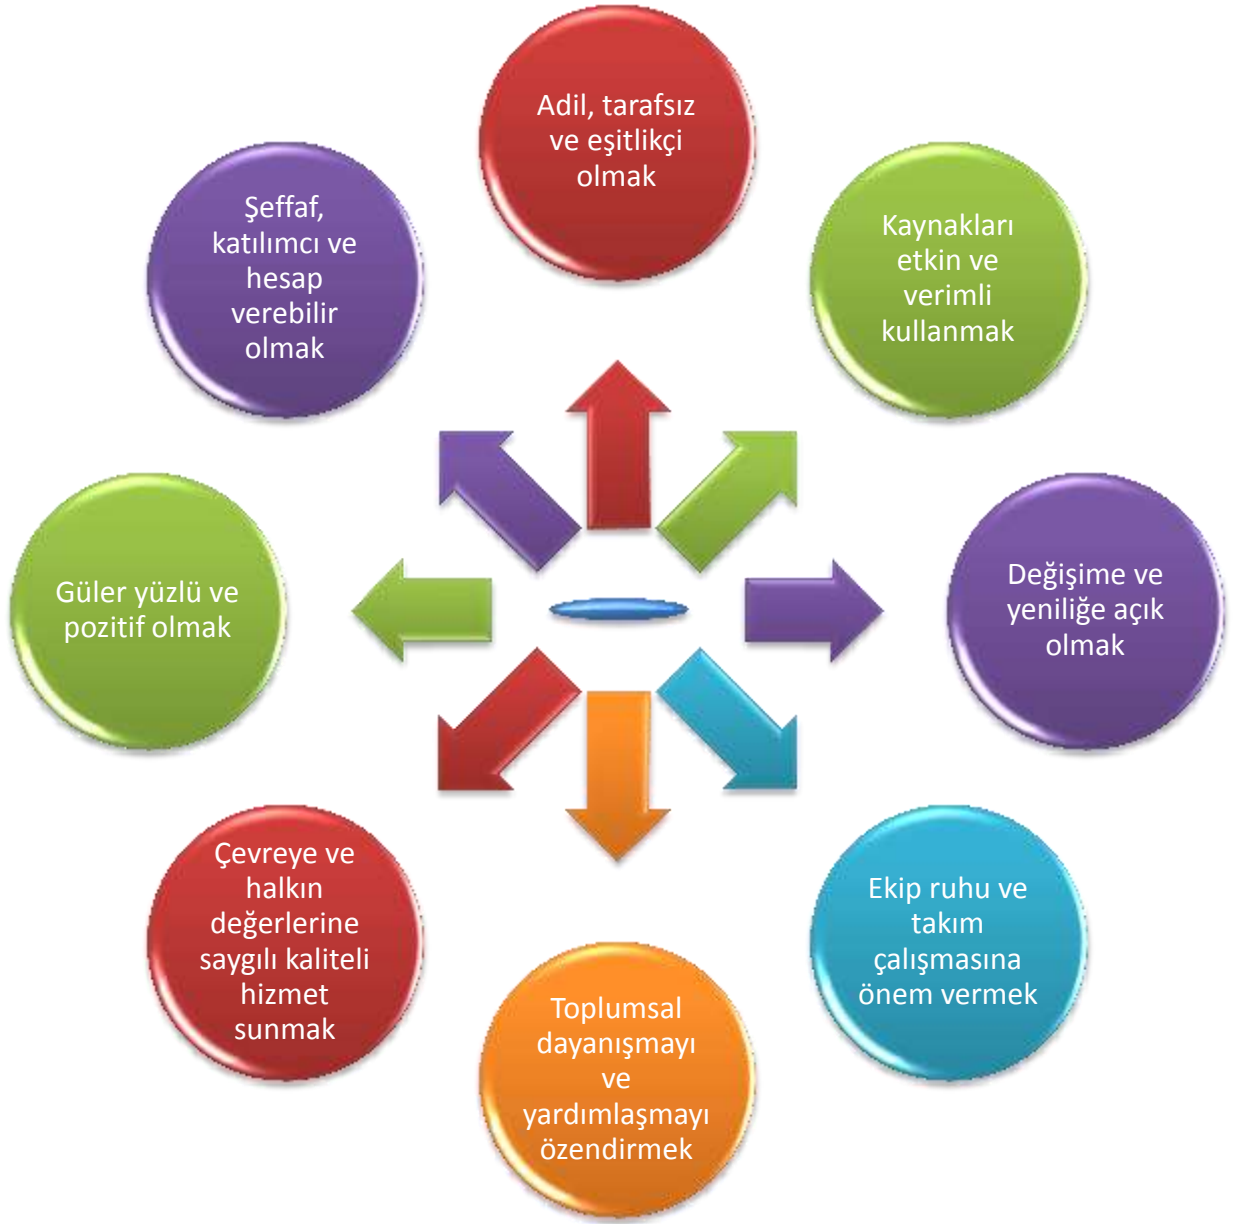 Adil, tarafsız
ve eşitlikçi
olmak
Kaynakları
etkin ve
verimli
kullanmak
Değişime ve
yeniliğe açık
olmak
Ekip ruhu ve
takım
çalışmasına
önem vermek
Toplumsal
dayanışmayı
ve
yardımlaşmayı
özendirmek
Çevreye ve
halkın
değerlerine
saygılı kaliteli
hizmet
sunmak
Güler yüzlü ve
pozitif olmak
Şeffaf,
katılımcı ve
hesap
verebilir
olmak